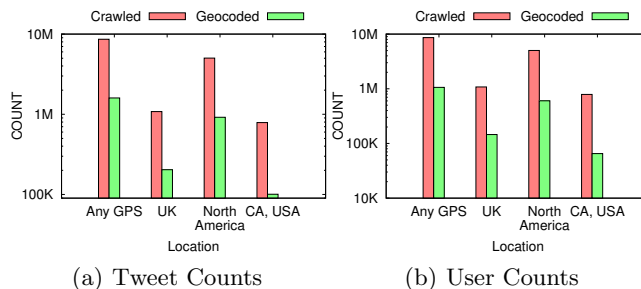 Crawled Geocoded
10M
1M
100K
COUNT
Any GPS UK North America CA, USA
Location
(a) Tweet Counts
Crawled Geocoded
10M
1M
100K
10K
COUNT
Any GPS UK North America CA, USA
Location
(b) User Counts